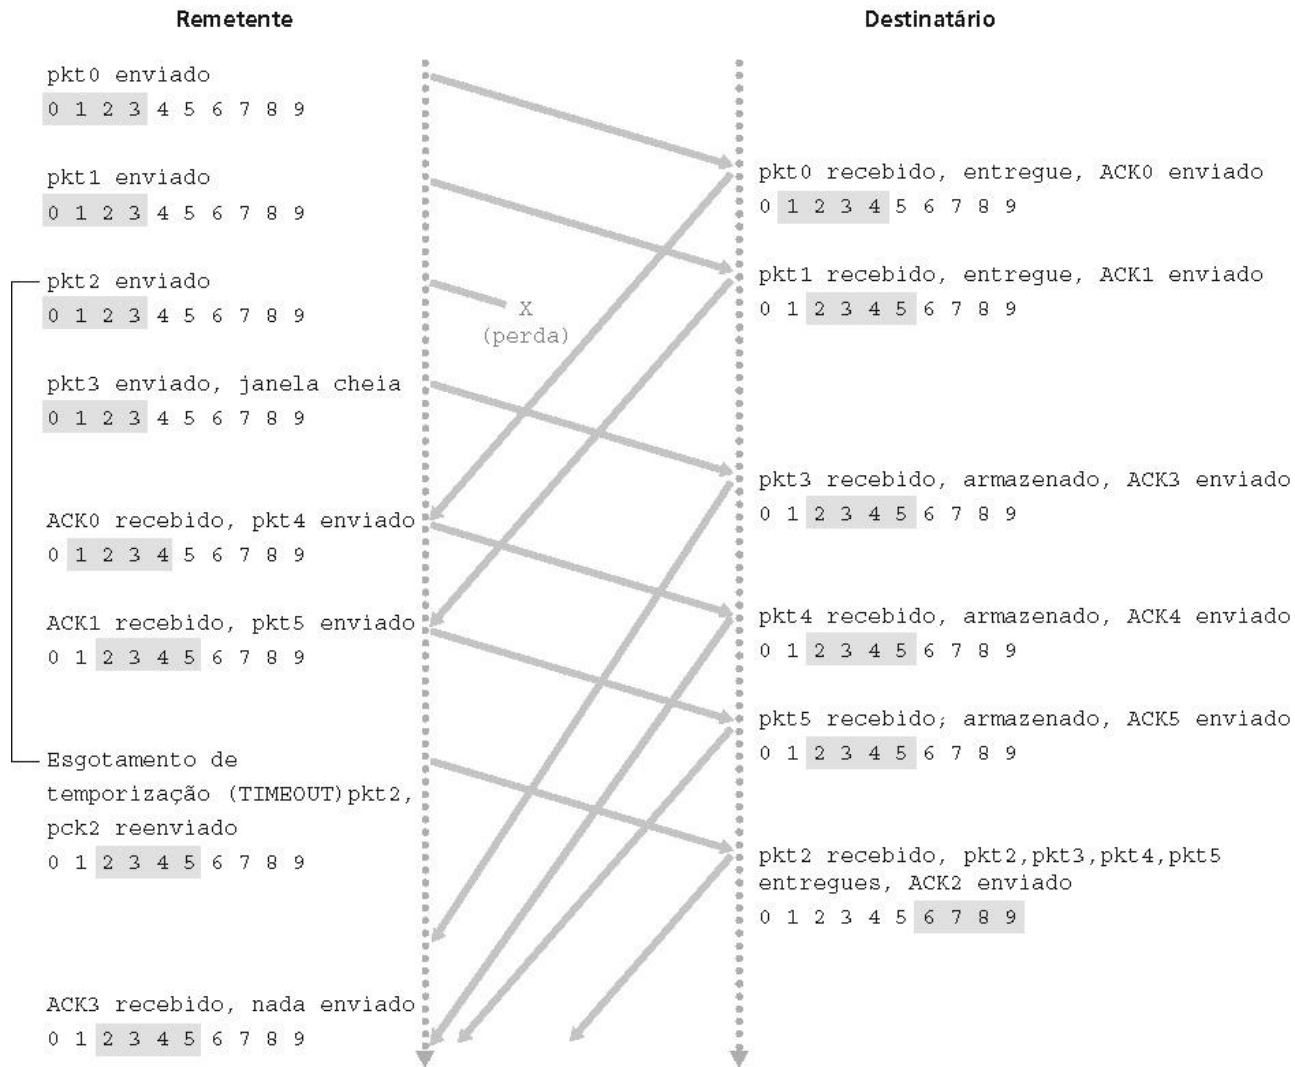 Remetente
Destinatário
pkt0 enviado
0 1 2 3 4 5 6 7 8 9
pkt1 enviado
0 1 2 3 4 5 6 7 8 9
pkt2 enviado
0 1 2 3 4 5 6 7 8 9
X
(perda)
pkt3 enviado, janela cheia
0 1 2 3 4 5 6 7 8 9
ACK0 recebido, pkt4 enviado
0 1 2 3 4 5 6 7 8 9
ACK1 recebido, pkt5 enviado
0 1 2 3 4 5 6 7 8 9
Esgotamento de
temporização (TIMEOUT)pkt2,
pck2 reenviado
0 1 2 3 4 5 6 7 8 9
ACK3 recebido, nada enviado
0 1 2 3 4 5 6 7 8 9
pkt0 recebido, entregue, ACK0 enviado
0 1 2 3 4 5 6 7 8 9
pkt1 recebido, entregue, ACK1 enviado
0 1 2 3 4 5 6 7 8 9
pkt3 recebido, armazenado, ACK3 enviado
0 1 2 3 4 5 6 7 8 9
pkt4 recebido, armazenado, ACK4 enviado
0 1 2 3 4 5 6 7 8 9
pkt5 recebido; armazenado, ACK5 enviado
0 1 2 3 4 5 6 7 8 9
pkt2 recebido, pkt2,pkt3,pkt4,pkt5
entregues, ACK2 enviado
0 1 2 3 4 5 6 7 8 9